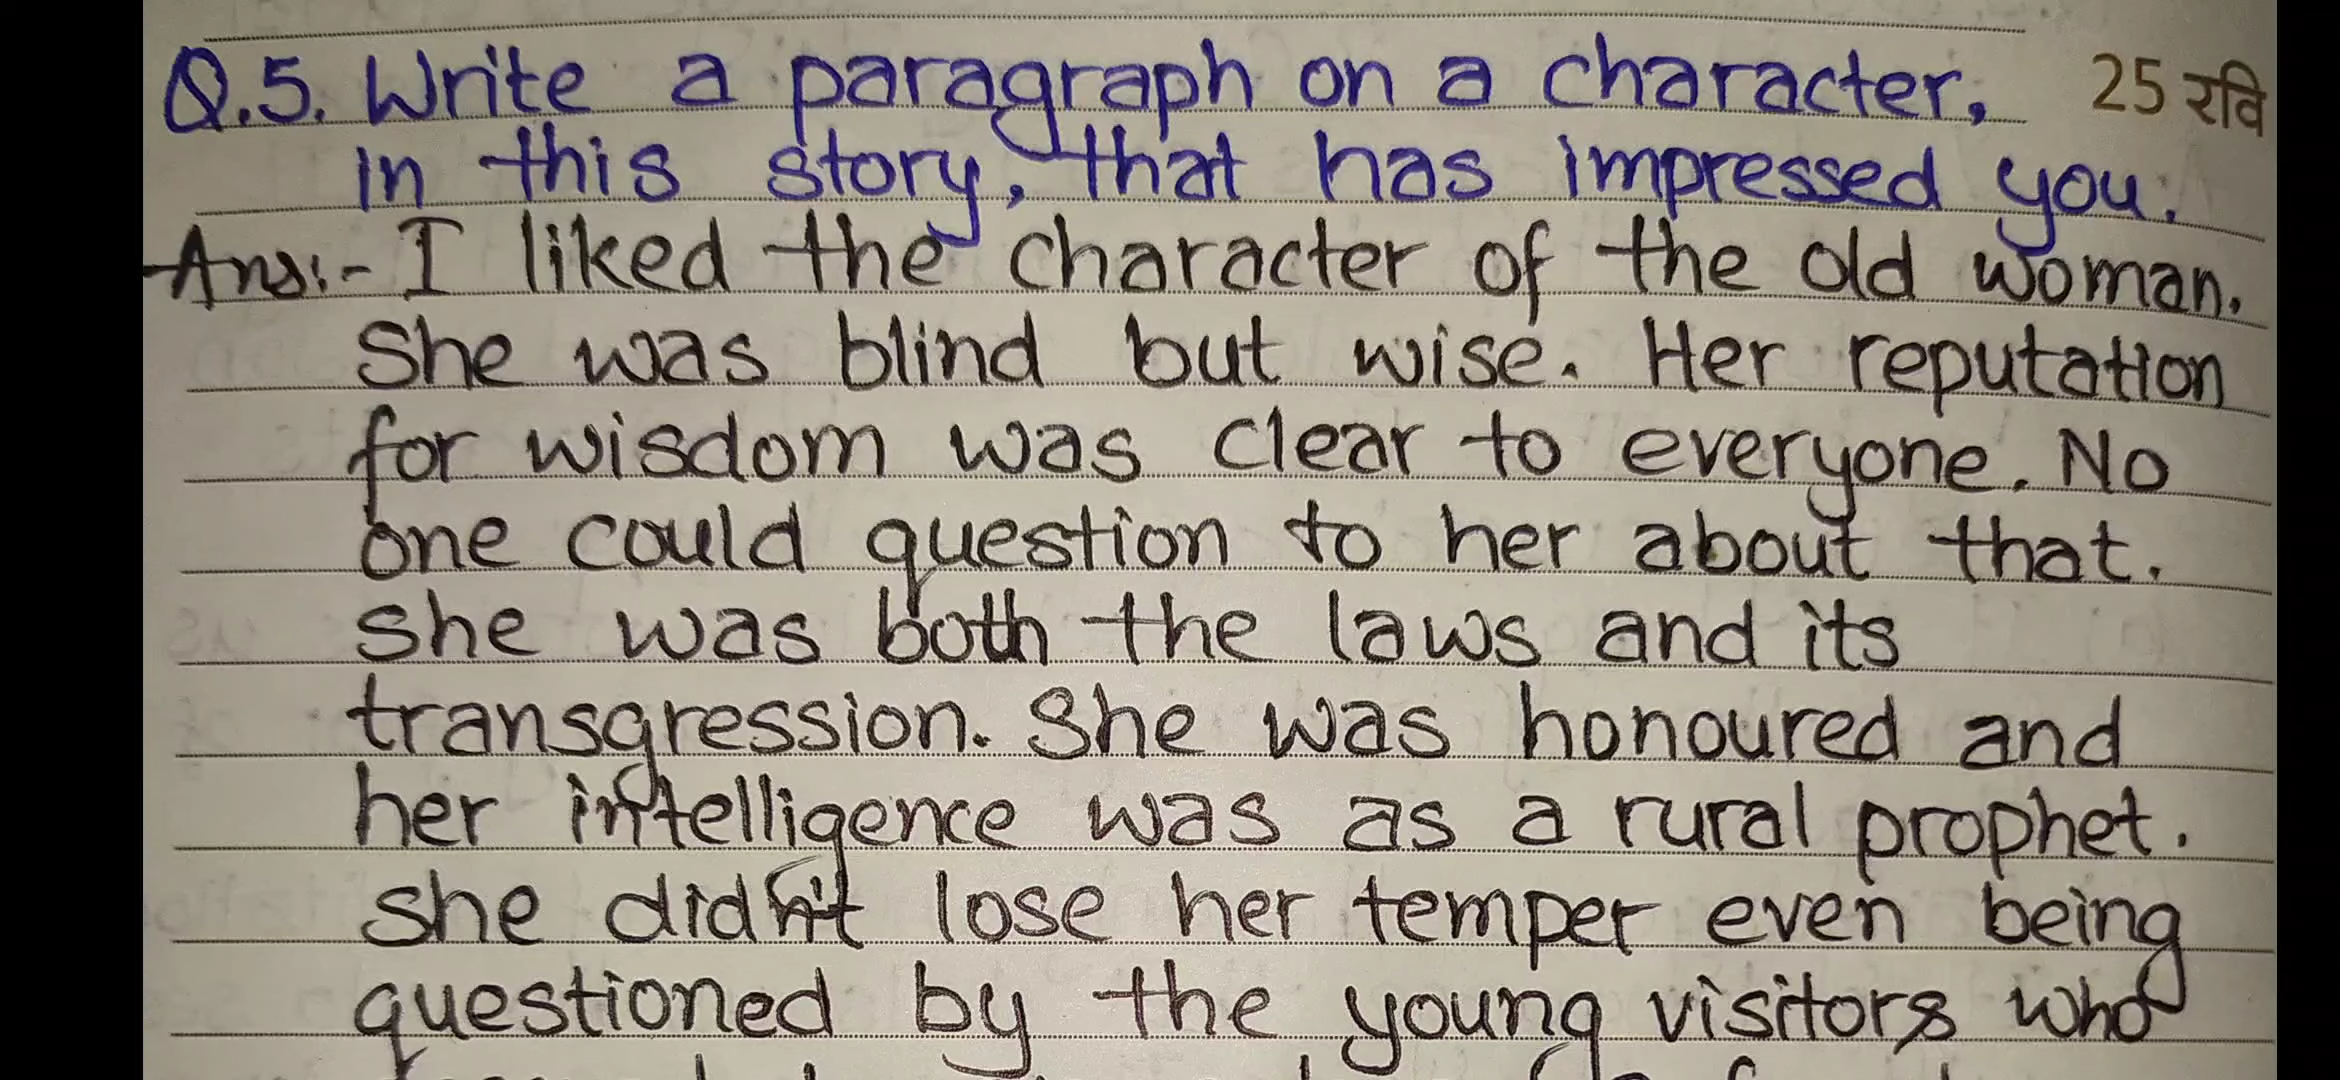 Q.5. Write a paragraph on a character, 25 रवि
in this story, that has impressed you.
Ans:- I liked the character of the old woman.
She was blind but wise. Her reputation
for wisdom was clear to everyone. No
one could question to her about that.
She was both the laws and its
transgression. She was honoured and
her intelligence was as a rural prophet.
She didn't lose her temper even being
questioned by the young visitors who